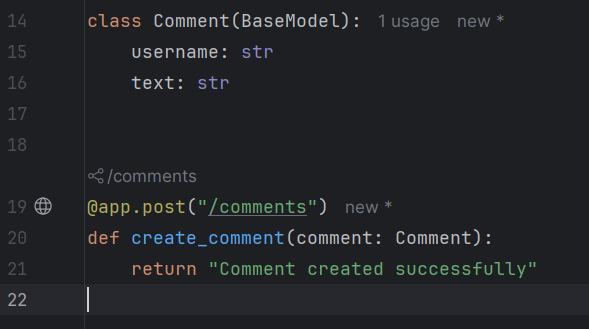 14 class Comment(BaseModel): 1 usage new *
15     username: str
16     text: str
17
18
/comments
19 @app.post("/comments") new *
20 def create_comment(comment: Comment):
21     return "Comment created successfully"
22